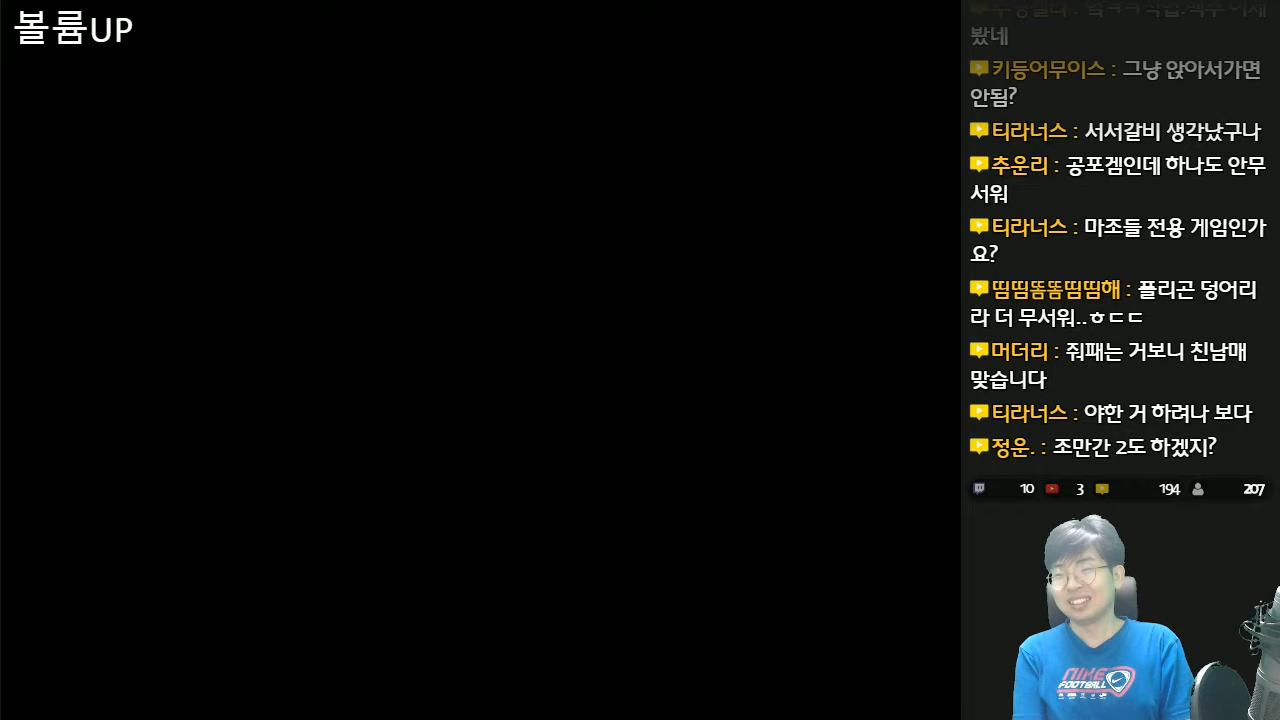 볼륨UP
봤네
키등어무이스 : 그냥 앉아서가면
안됨?
티라너스 : 서서갈비 생각났구나
추운리 : 공포겜인데 하나도 안무
서워
티라너스 : 마조들 전용 게임인가
요?
띰띰똠똠띰띰해 : 플리곤 덩어리
라 더 무서워..ㅎㄷㄷ
머더리 : 줘패는 거보니 친남매
맞습니다
티라너스 : 야한 거 하려나 보다
정운. : 조만간 2도 하겠지?
10 3 194 207
NIKE
FOOTBALL